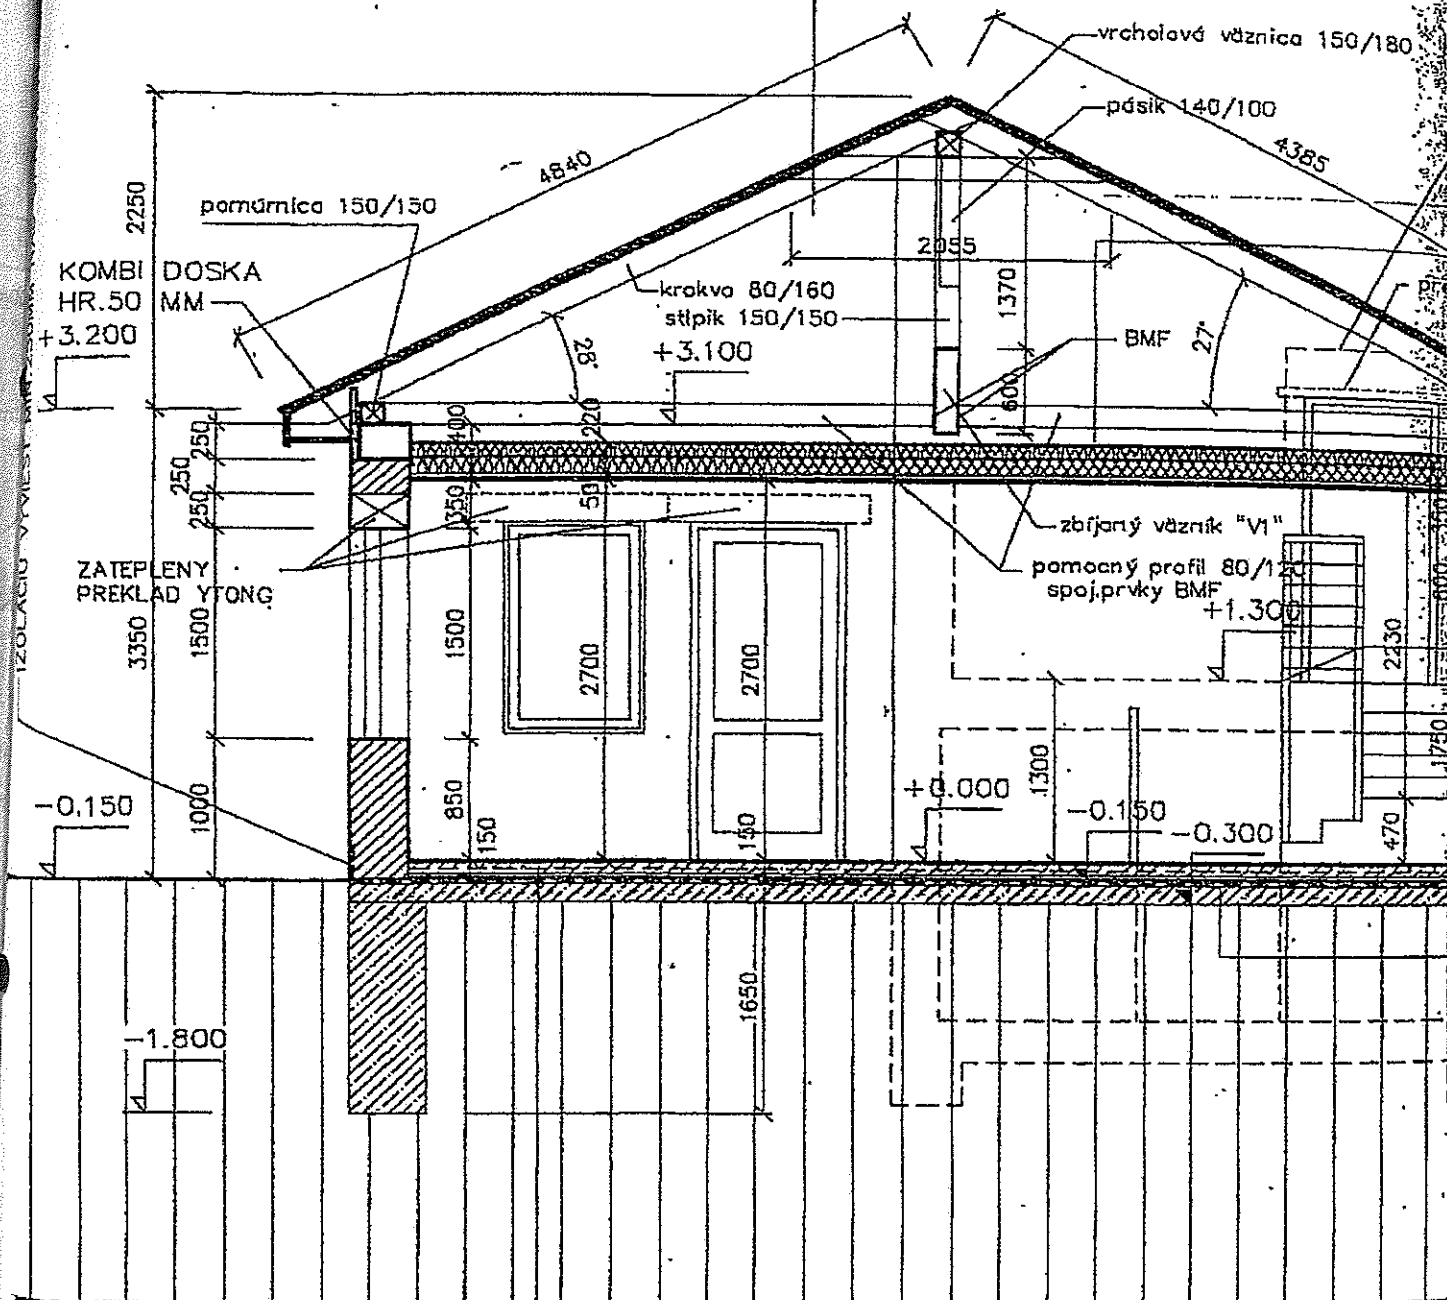 vrcholová väznica 150/180
pásik 140/100
4840
4385
2250
pomúrnica 150/150
2055
KOMBI DOSKA
HR.50 MM
+3.200
krokva 80/160
stĺpik 150/150
1370
BMF
28°
27°
+3.100
600
400
220
250
250
250
350
50
zbíjaný väzník "V1"
ZATEPLENY
PREKLAD YTONG
pomocný profil 80/120
spoj.prvky BMF
+1.300
3350
1500
1500
2700
2700
2230
1300
1750
+0.000
-0.150
1000
850
150
150
-0.150
-0.300
470
1650
-1.800